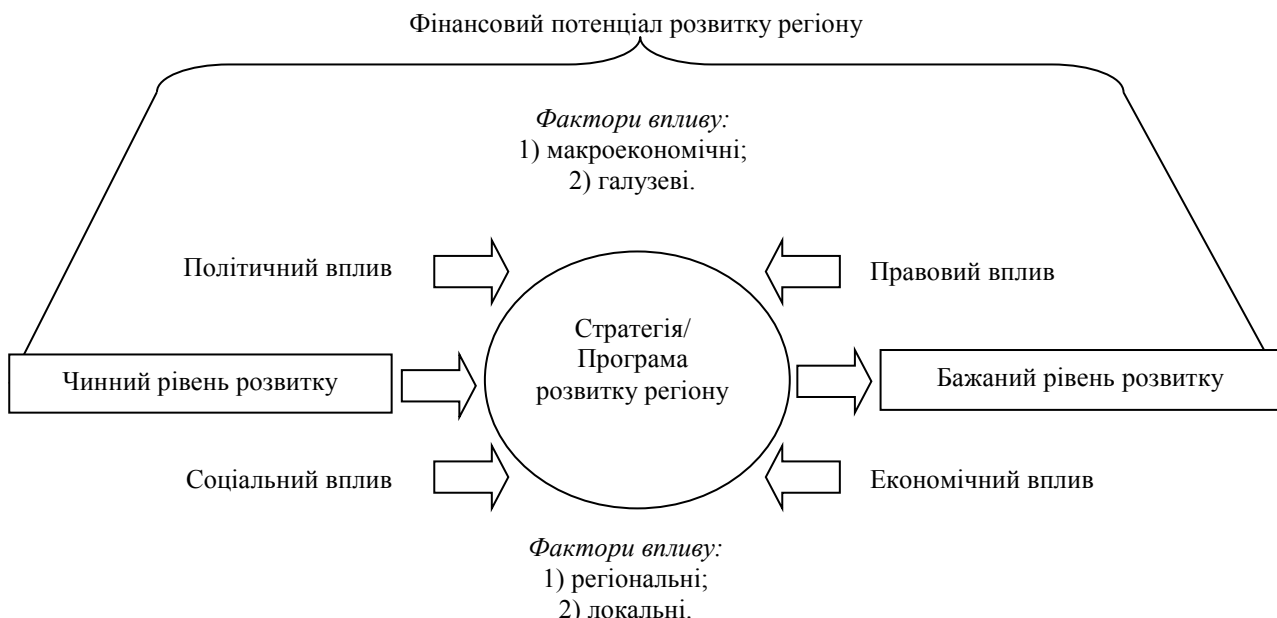 Фінансовий потенціал розвитку регіону
Фактори впливу:
1) макроекономічні;
2) галузеві.
Політичний вплив
Правовий вплив
Стратегія/
Програма
розвитку регіону
Чинний рівень розвитку
Бажаний рівень розвитку
Соціальний вплив
Економічний вплив
Фактори впливу:
1) регіональні;
2) локальні.